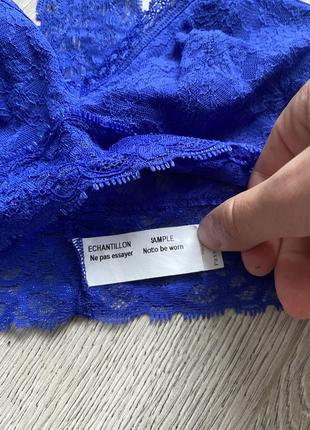 ECHANTILLON SAMPLE
Ne pas essayer Noto be worn